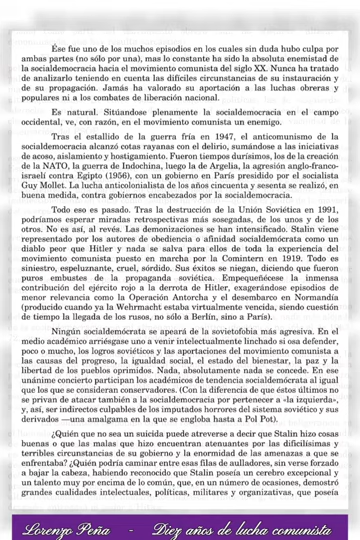 Ése fue uno de los muchos episodios en los cuales sin duda hubo culpa por
ambas partes (no sólo por una), mas lo constante ha sido la absoluta enemistad de
la socialdemocracia hacia el movimiento comunista del siglo XX. Nunca ha tratado
de analizarlo teniendo en cuenta las difíciles circunstancias de su instauración y
de su propagación. Jamás ha valorado su aportación a las luchas obreras y
populares ni a los combates de liberación nacional.
Es natural. Sitúandose plenamente la socialdemocracia en el campo
occidental, ve, con razón, en el movimiento comunista un enemigo.
Tras el estallido de la guerra fría en 1947, el anticomunismo de la
socialdemocracia alcanzó cotas rayanas con el delirio, sumándose a las iniciativas
de acoso, aislamiento y hostigamiento. Fueron tiempos durísimos, los de la creación
de la NATO, la guerra de Indochina, luego la de Argelia, la agresión anglo-franco-
israelí contra Egipto (1956), con un gobierno en París presidido por el socialista
Guy Mollet. La lucha anticolonialista de los años cincuenta y sesenta se realizó, en
buena medida, contra gobiernos encabezados por la socialdemocracia.
Todo eso es pasado. Tras la destrucción de la Unión Soviética en 1991,
podríamos esperar miradas retrospectivas más sosegadas, de los unos y de los
otros. No es así, al revés. Las demonizaciones se han intensificado. Stalin viene
representado por los autores de obediencia o afinidad socialdemócrata como un
diablo peor que Hitler y nada se salva para ellos de toda la experiencia del
movimiento comunista puesto en marcha por la Comintern en 1919. Todo es
siniestro, espeluznante, cruel, sórdido. Sus éxitos se niegan, diciendo que fueron
puros embustes de la propaganda soviética. Empequeñécese la inmensa
contribución del ejército rojo a la derrota de Hitler, exagerándose episodios de
menor relevancia como la Operación Antorcha y el desembarco en Normandía
(producido cuando ya la Wehrmacht estaba virtualmente vencida, siendo cuestión
de tiempo la llegada de los rusos, no sólo a Berlín, sino a París).
Ningún socialdemócrata se apeará de la sovietofobia más agresiva. En el
medio académico arriésgase uno a venir intelectualmente linchado si osa defender,
poco o mucho, los logros soviéticos y las aportaciones del movimiento comunista a
las causas del progreso, la igualdad social, el estado del bienestar, la paz y la
libertad de los pueblos oprimidos. Nada, absolutamente nada se concede. En ese
unánime concierto participan los académicos de tendencia socialdemócrata al igual
que los que se consideran conservadores. (Con la diferencia de que éstos últimos no
se privan de atacar también a la socialdemocracia por pertenecer a «la izquierda»,
y, así, ser indirectos culpables de los imputados horrores del sistema soviético y sus
derivados —una amalgama en la que se engloba hasta a Pol Pot).
¿Quién que no sea un suicida puede atreverse a decir que Stalin hizo cosas
buenas o que las malas que hizo encuentran atenuantes por las dificilísimas y
terribles circunstancias de su gobierno y la enormidad de las amenazas a que se
enfrentaba? ¿Quién podría caminar entre esas filas de aulladores, sin verse forzado
a bajar la cabeza, habiendo reconocido que Stalin poseía un cerebro excepcional y
un talento muy por encima de lo común, que, en un número de ocasiones, demostró
grandes cualidades intelectuales, políticas, militares y organizativas, que poseía
Lorenzo Peña - Diez años de lucha comunista